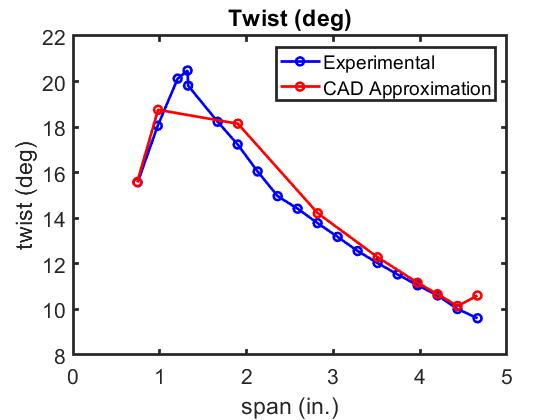 Twist (deg)
22
20
18
16
14
12
10
8
twist (deg)
Experimental
CAD Approximation
0
1
2
3
4
5
span (in.)